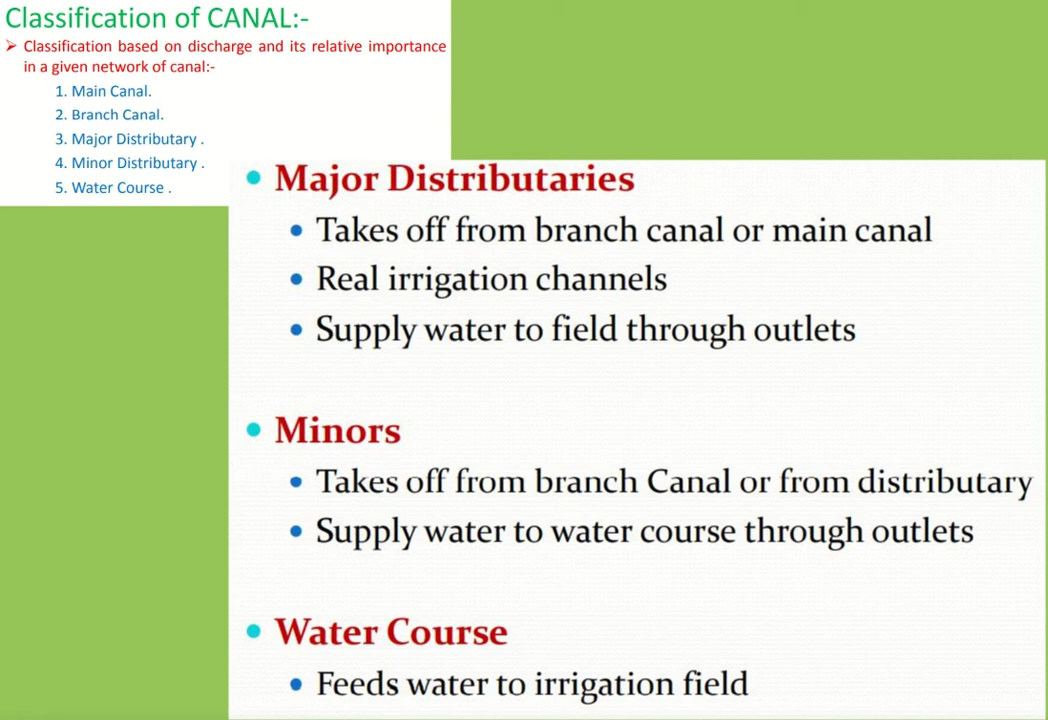 Classification of CANAL:-
➢ Classification based on discharge and its relative importance
in a given network of canal:-
1. Main Canal.
2. Branch Canal.
3. Major Distributary .
4. Minor Distributary .
5. Water Course .
• Major Distributaries
• Takes off from branch canal or main canal
• Real irrigation channels
• Supply water to field through outlets
• Minors
• Takes off from branch Canal or from distributary
• Supply water to water course through outlets
• Water Course
• Feeds water to irrigation field